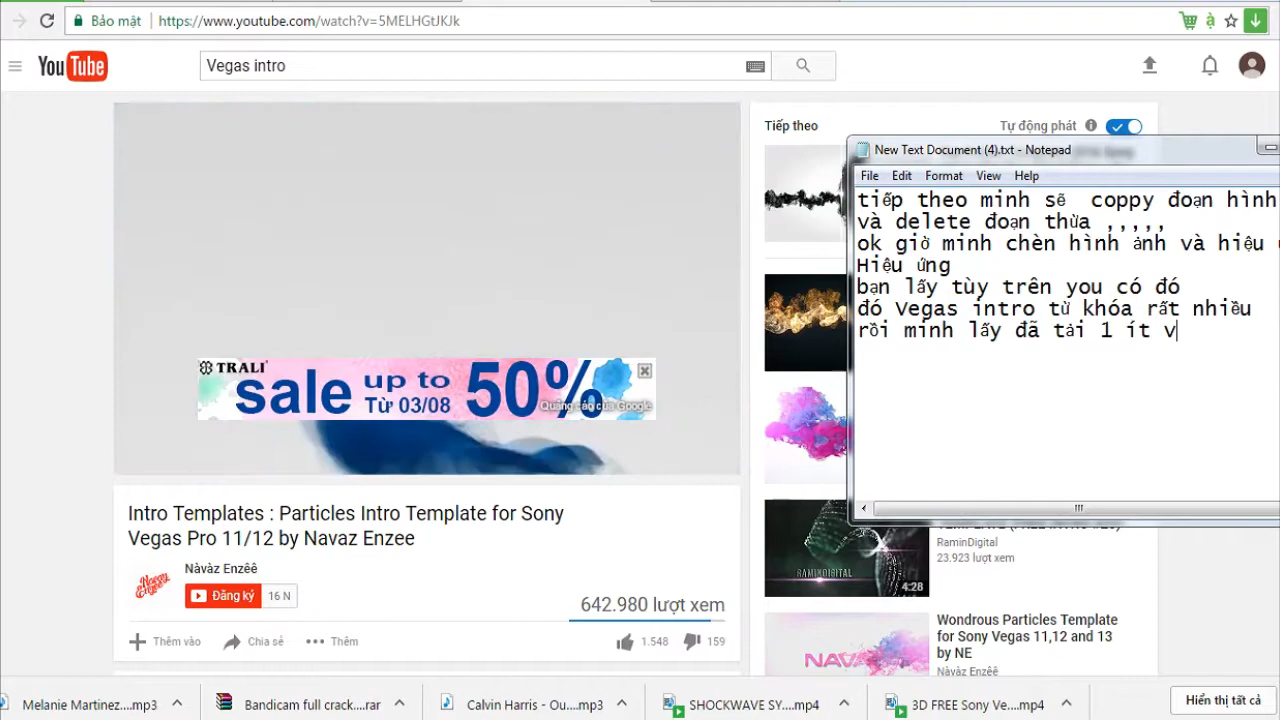 Bảo mật
https://www.youtube.com/watch?v=5MELHGtJKJk
YouTube
Vegas intro
Tiếp theo
Tự động phát
New Text Document (4).txt - Notepad
File Edit Format View Help
tiếp theo minh sẽ coppy đoạn hình
và delete đoạn thừa ,,,,,
ok giờ minh chèn hình ảnh và hiệu
Hiệu ứng
bạn lấy tùy trên you có đó
đó Vegas intro từ khóa rất nhiều
rồi minh lấy đã tải 1 ít v
TRALI
sale up to 50%
Từ 03/08
Quảng cáo của Google
Intro Templates : Particles Intro Template for Sony
Vegas Pro 11/12 by Navaz Enzee
Navaz Enzee
Nàvàz Enzêê
Đăng ký 16 N
642.980 lượt xem
Thêm vào Chia sẻ Thêm 1.548 159
RAMINDIGITAL
4:28
RaminDigital
23.923 lượt xem
NAVA
Wondrous Particles Template
for Sony Vegas 11,12 and 13
by NE
Nàvàz Enzêê
Melanie Martinez....mp3
Bandicam full crack....rar
Calvin Harris - Ou....mp3
SHOCKWAVE SY....mp4
3D FREE Sony Ve....mp4
Hiển thị tất cả